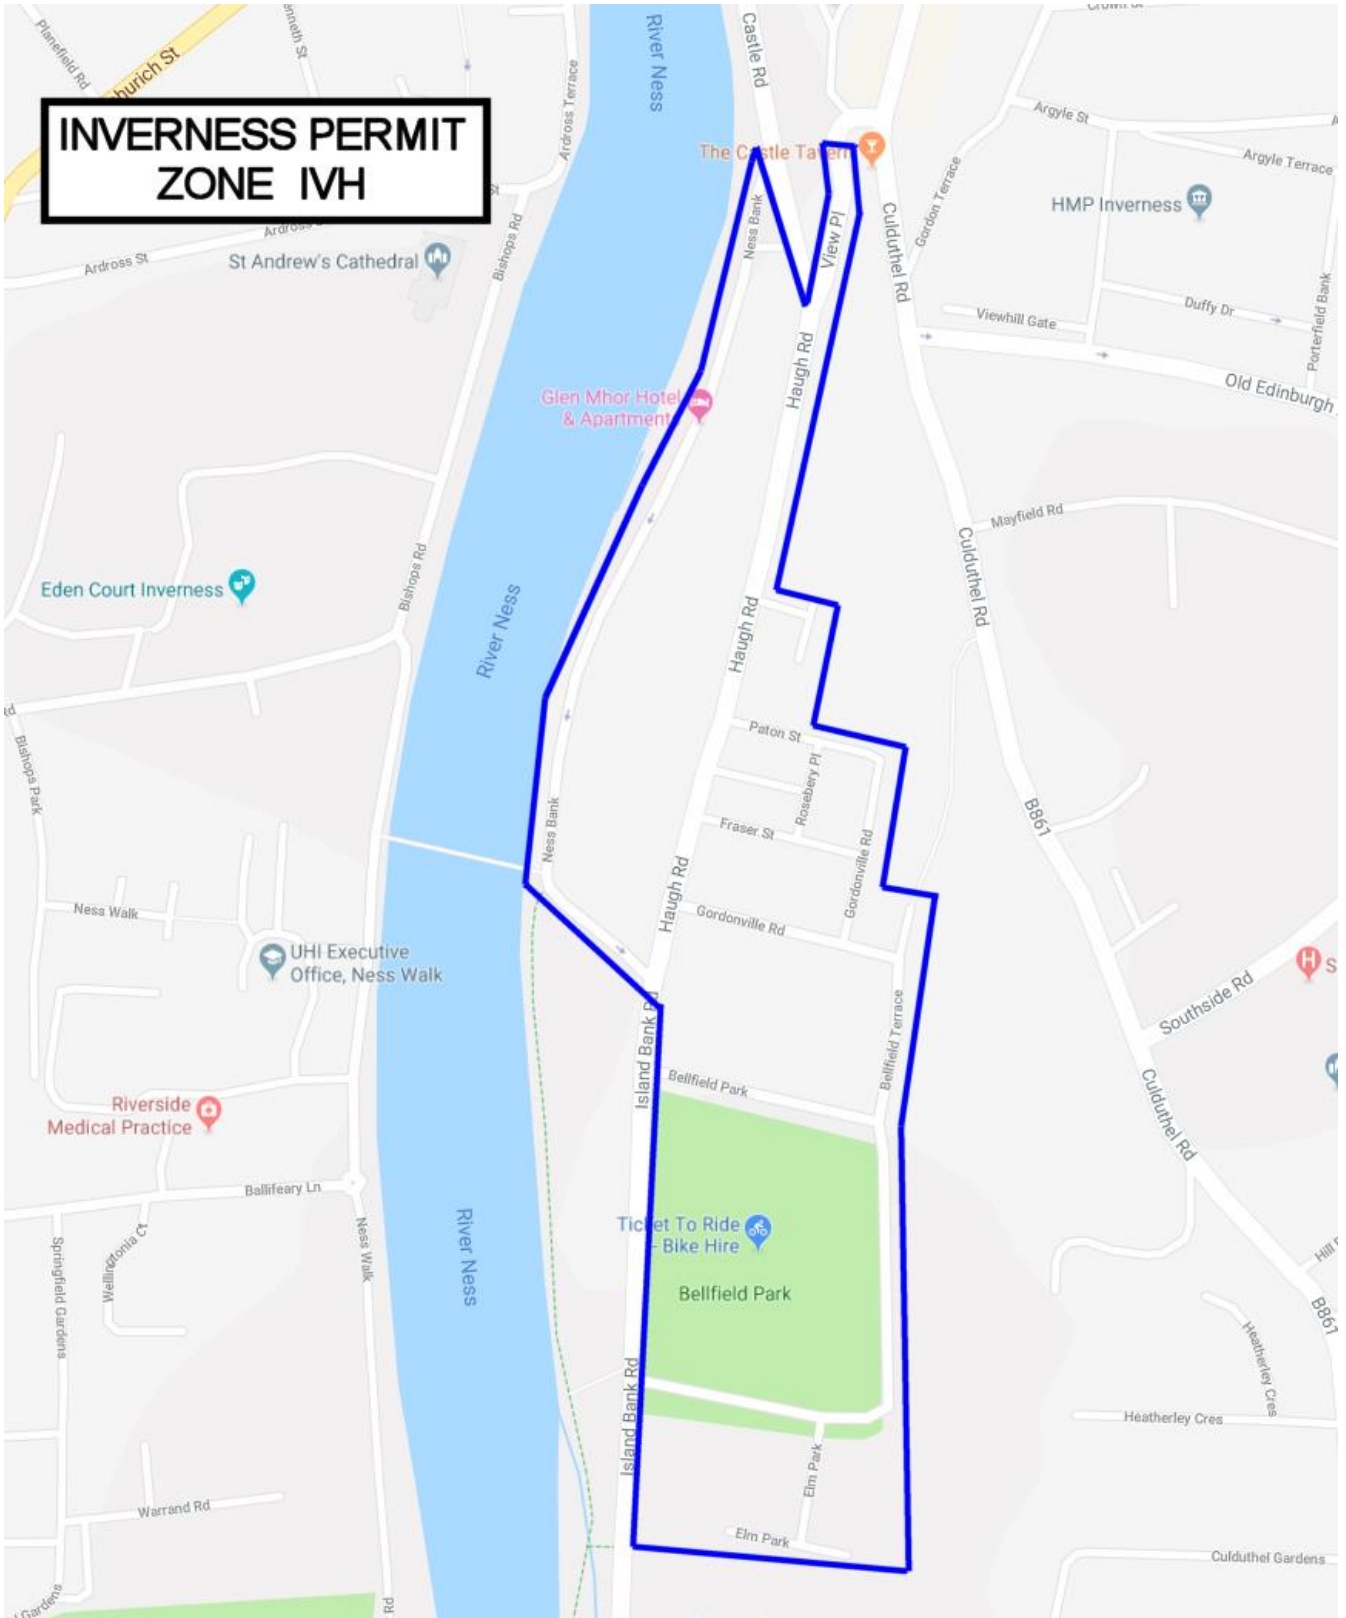 INVERNESS PERMIT
ZONE IVH
Planefield Rd
River Ness
Castle Rd
Ardross Terrace
Argyle St
Argyle Terrace
The Castle Tavern
Gordon Terrace
HMP Inverness
Ness Bank
View Pl
Culduthel Rd
Bishops Rd
Ardross St
St Andrew's Cathedral
Duffy Dr
Viewhill Gate
Porterfield Bank
Haugh Rd
Old Edinburgh
Glen Mhor Hotel
& Apartment
Mayfield Rd
Culduthel Rd
Bishops Rd
Eden Court Inverness
River Ness
Haugh Rd
Rd
Bishops Park
Paton St
Rosebery Pl
B861
Ness Bank
Fraser St
Gordonville Rd
Haugh Rd
Ness Walk
Gordonville Rd
UHI Executive
Office, Ness Walk
Southside Rd
S
Island Bank Rd
Bellfield Terrace
Bellfield Park
Riverside
Medical Practice
Culduthel Rd
Ballifeary Ln
Ness Walk
River Ness
Ticket To Ride
- Bike Hire
Bellfield Park
Springfield Gardens
Wellingtonia Ct
Hill
B861
Heatherley Cres
Heatherley Cres
Island Bank Rd
Elm Park
Warrand Rd
Elm Park
Culduthel Gardens
Gardens
Rd